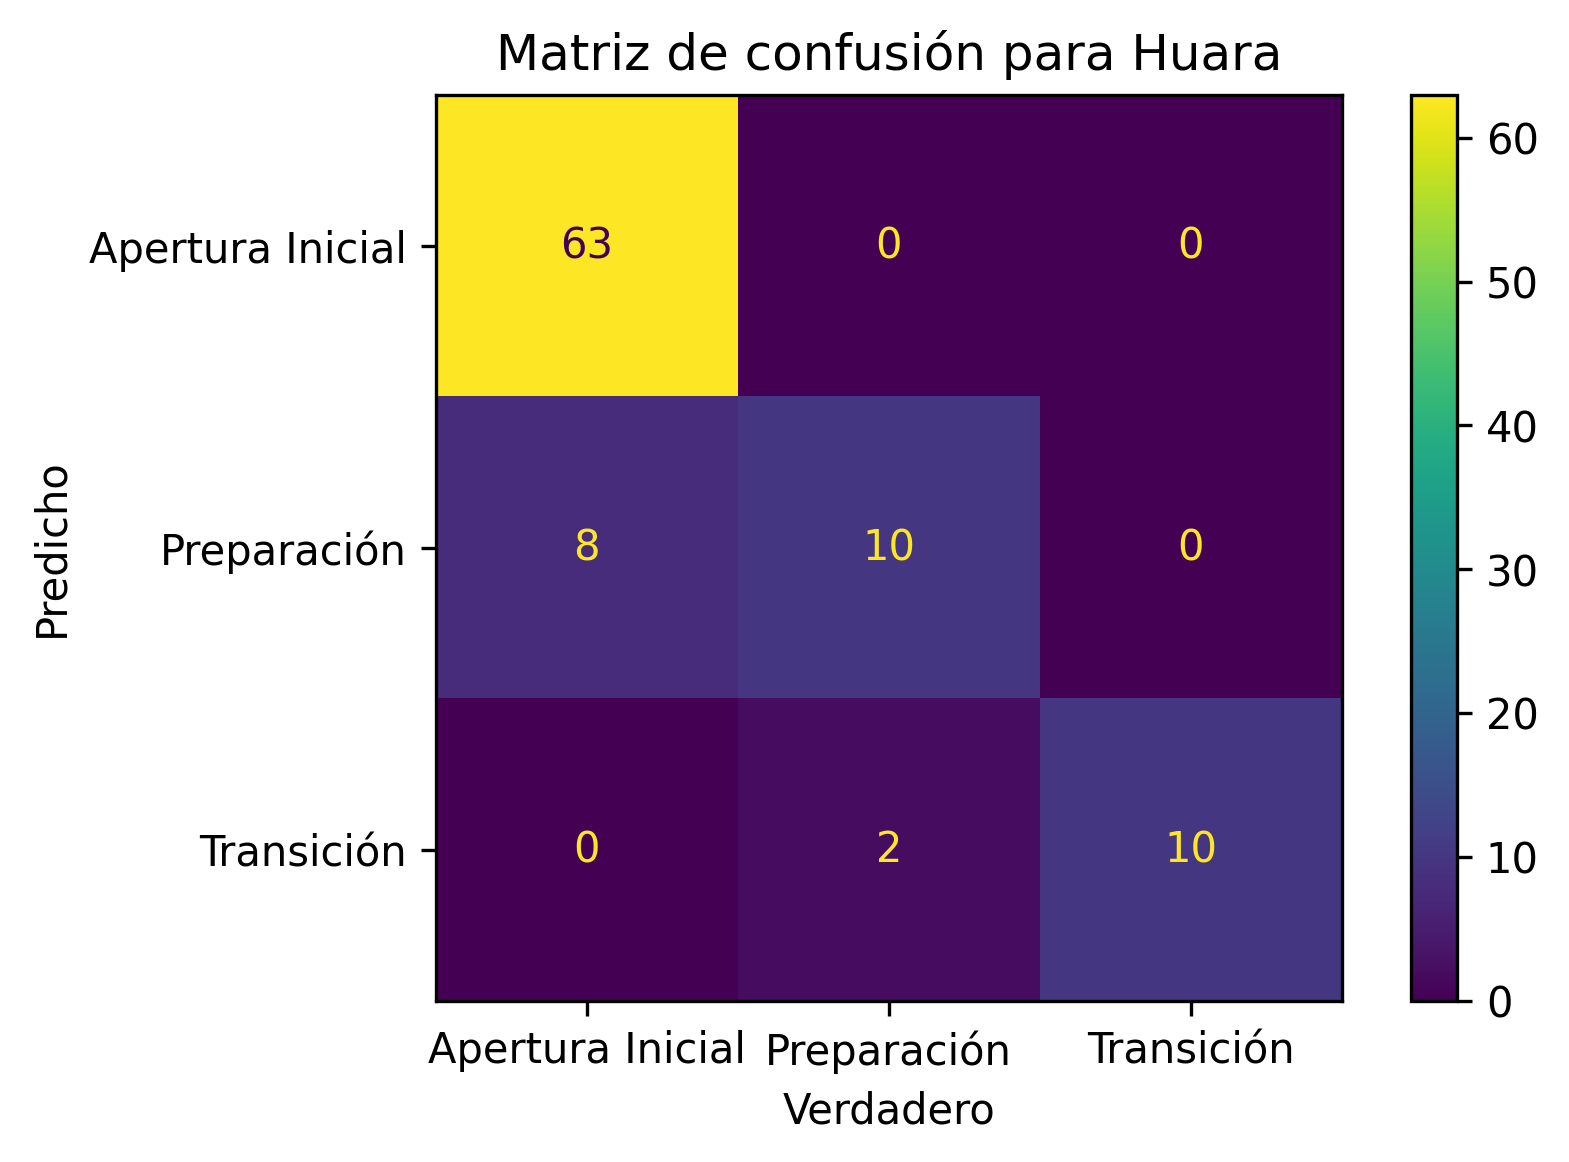 Matriz de confusión para Huara
Apertura Inicial
63
0
0
Preparación
8
10
0
Transición
0
2
10
Predicho
Apertura Inicial
Preparación
Transición
Verdadero
60
50
40
30
20
10
0